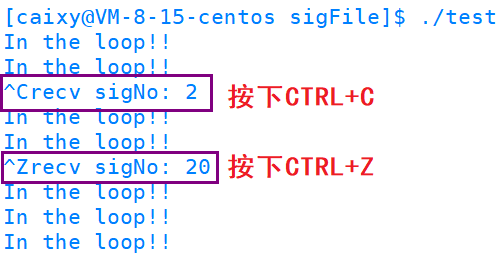 [caixy@VM-8-15-centos sigFile]$ ./test
In the loop!!
In the loop!!
^Crecv sigNo: 2 按下CTRL+C
In the loop!!
In the loop!!
^Zrecv sigNo: 20 按下CTRL+Z
In the loop!!
In the loop!!
In the loop!!